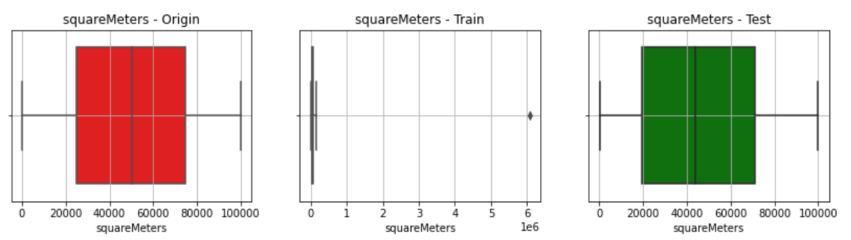 squareMeters - Origin
0 20000 40000 60000 80000 100000
squareMeters
squareMeters - Train
0 1 2 3 4 5 6
1e6
squareMeters
squareMeters - Test
0 20000 40000 60000 80000 100000
squareMeters